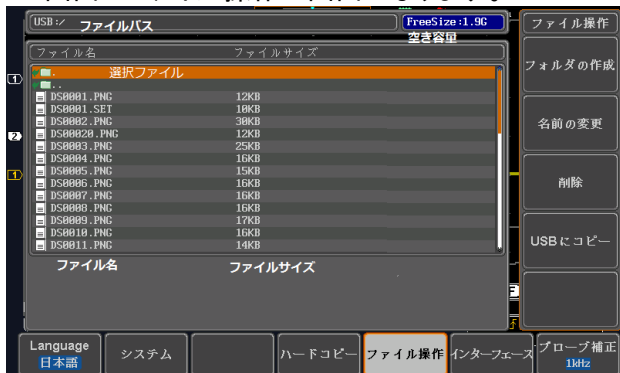 USB:/ ファイルパス FreeSize:1.9G ファイル操作
空き容量
ファイル名 ファイルサイズ
. 選択ファイル フォルダの作成
..
DS0001.PNG 12KB
DS0001.SET 10KB
DS0002.PNG 30KB 名前の変更
DS00020.PNG 12KB
DS0003.PNG 25KB
DS0004.PNG 16KB
DS0005.PNG 15KB
DS0006.PNG 16KB 削除
DS0007.PNG 16KB
DS0008.PNG 16KB
DS0009.PNG 17KB
DS0010.PNG 16KB USBにコピー
DS0011.PNG 14KB
ファイル名 ファイルサイズ
Language
日本語
システム
ハードコピー
ファイル操作
インターフェース
プローブ補正
1kHz
1
2
1